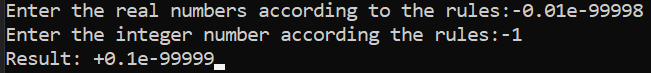 Enter the real numbers according to the rules:-0.01e-99998
Enter the integer number according the rules:-1
Result: +0.1e-99999